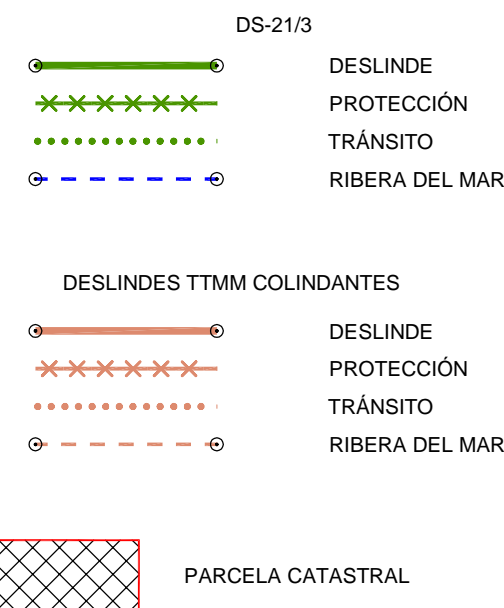 DS-21/3
DESLINDE
PROTECCIÓN
TRÁNSITO
RIBERA DEL MAR
DESLINDES TTMM COLINDANTES
DESLINDE
PROTECCIÓN
TRÁNSITO
RIBERA DEL MAR
PARCELA CATASTRAL